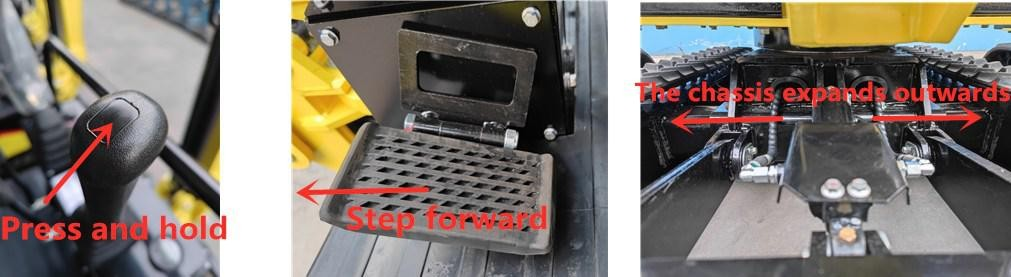 Press and hold
Step forward
The chassis expands outwards